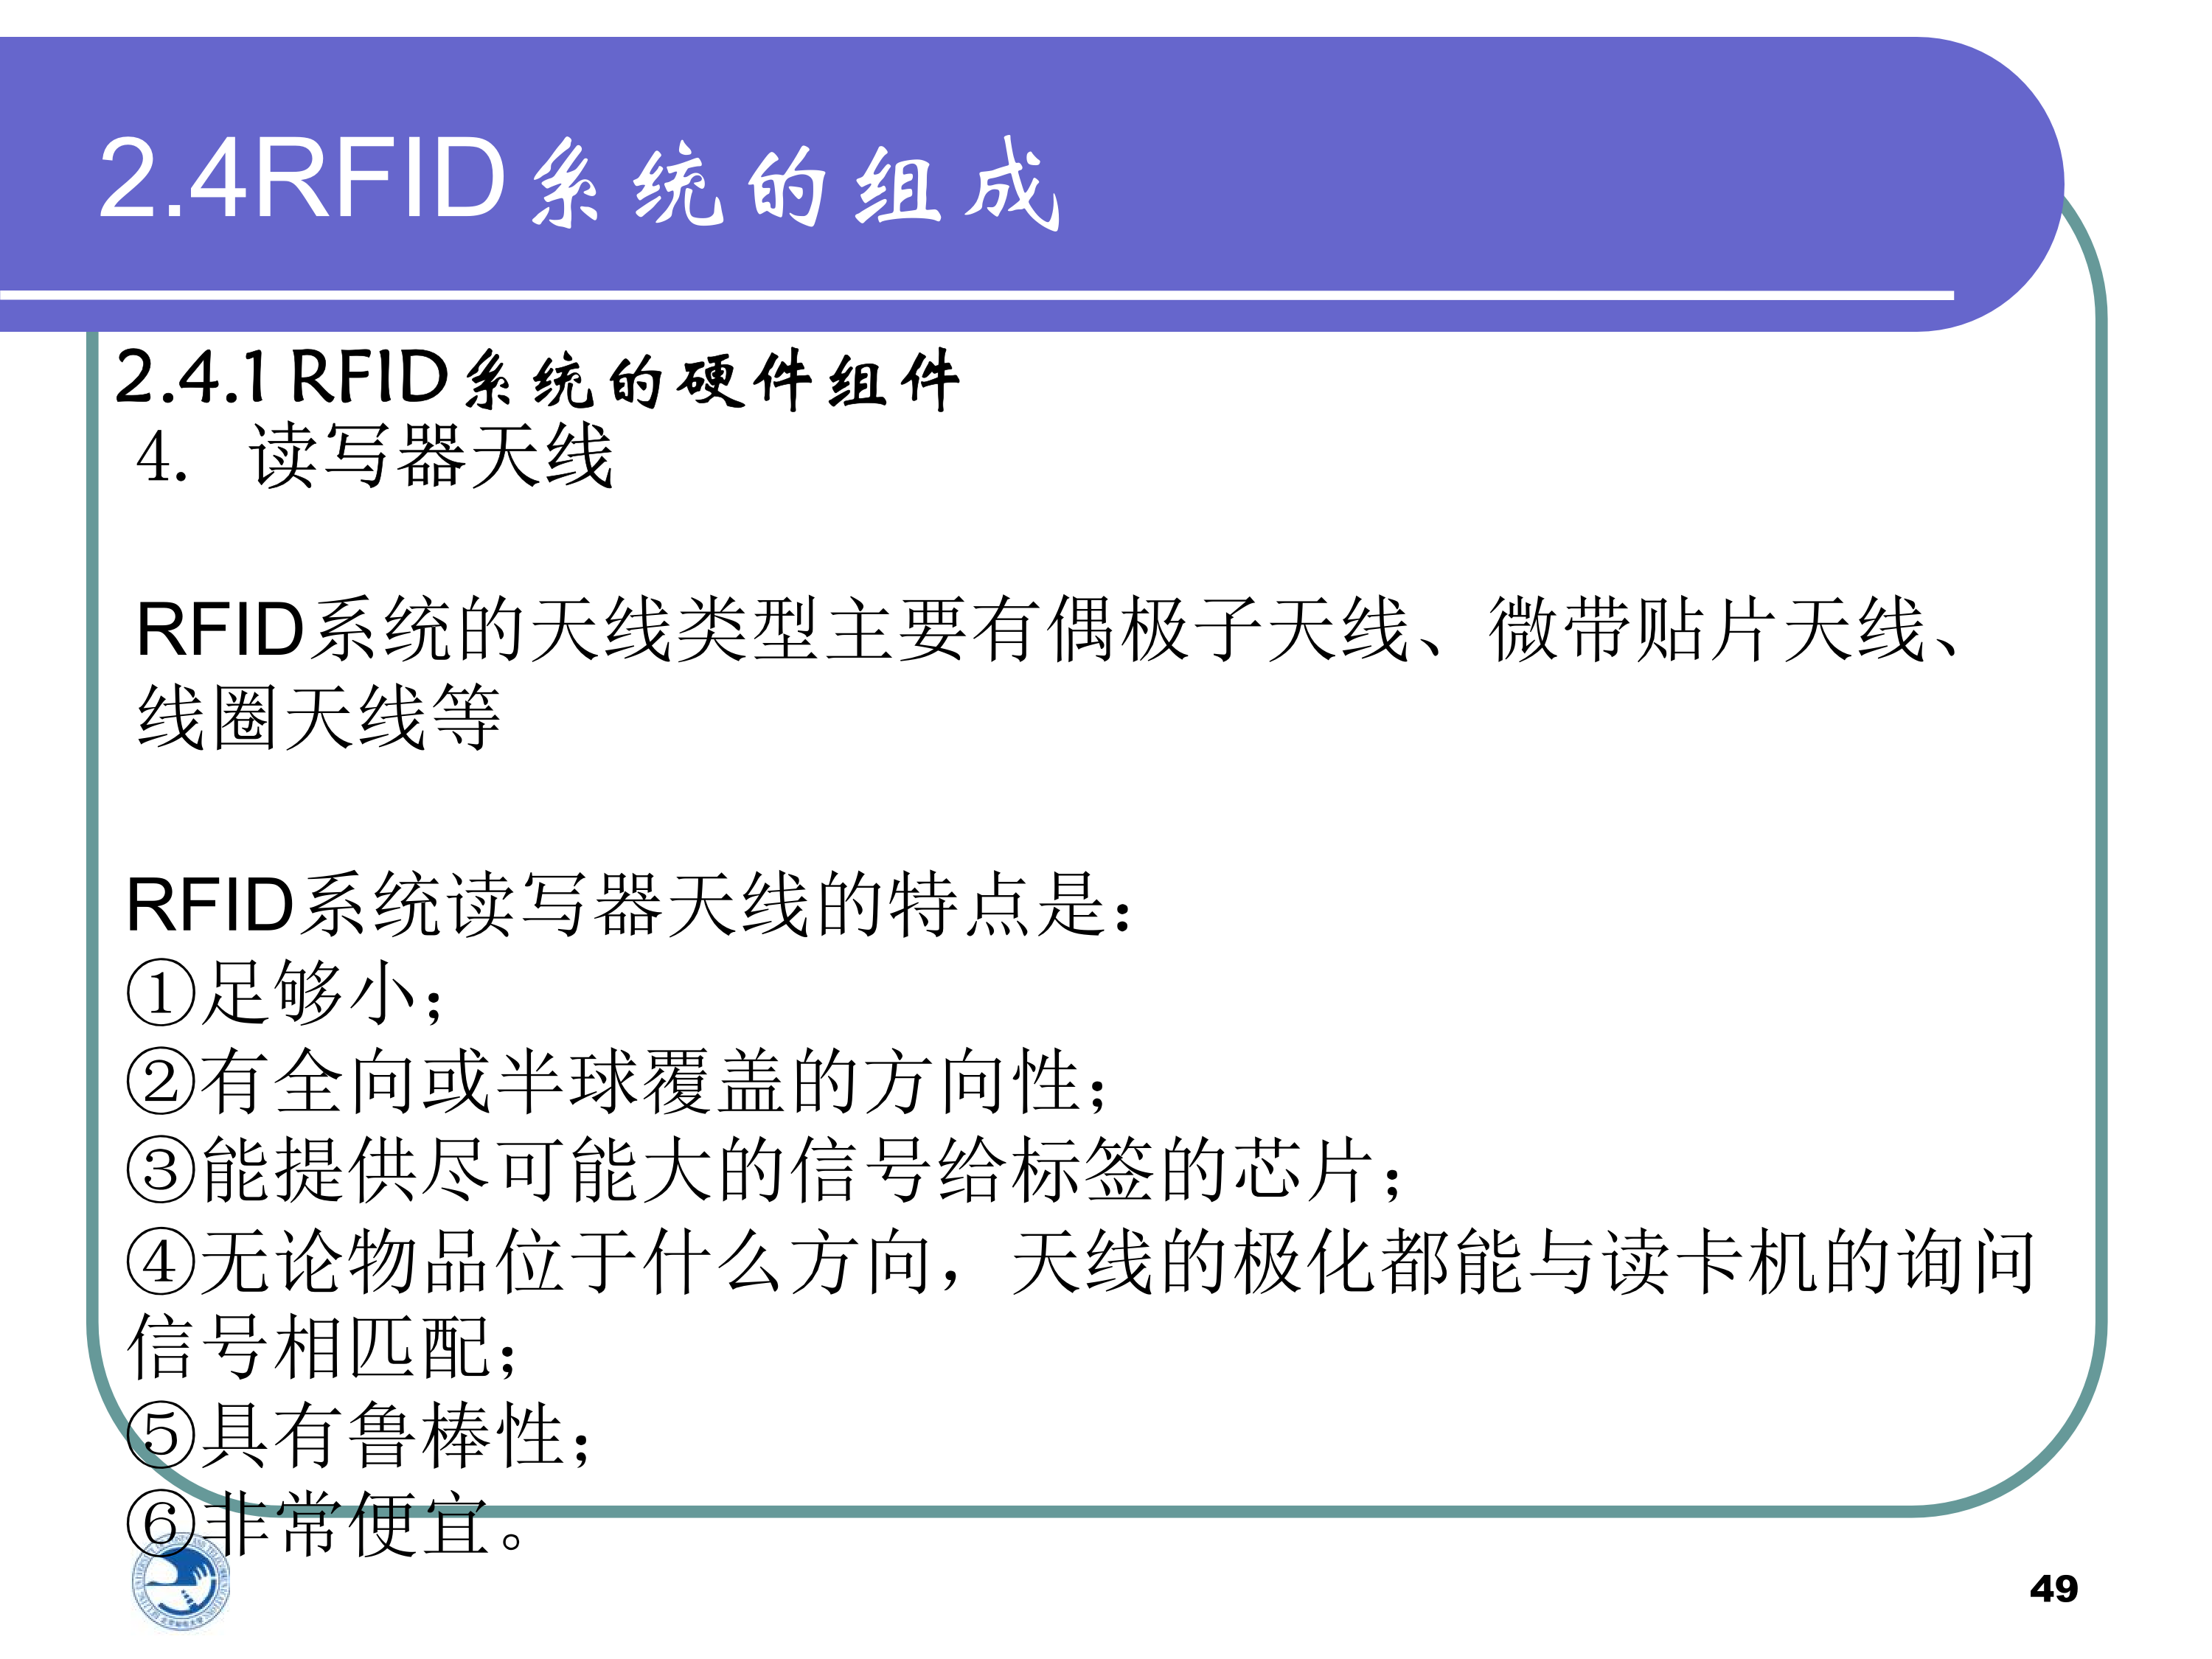 2.4RFID系统的组成
2.4.1 RFID系统的硬件组件
4. 读写器天线
RFID系统的天线类型主要有偶极子天线、微带贴片天线、
线圈天线等
RFID系统读写器天线的特点是：
①足够小；
②有全向或半球覆盖的方向性；
③能提供尽可能大的信号给标签的芯片；
④无论物品位于什么方向，天线的极化都能与读卡机的询问
信号相匹配；
⑤具有鲁棒性；
⑥非常便宜。
49